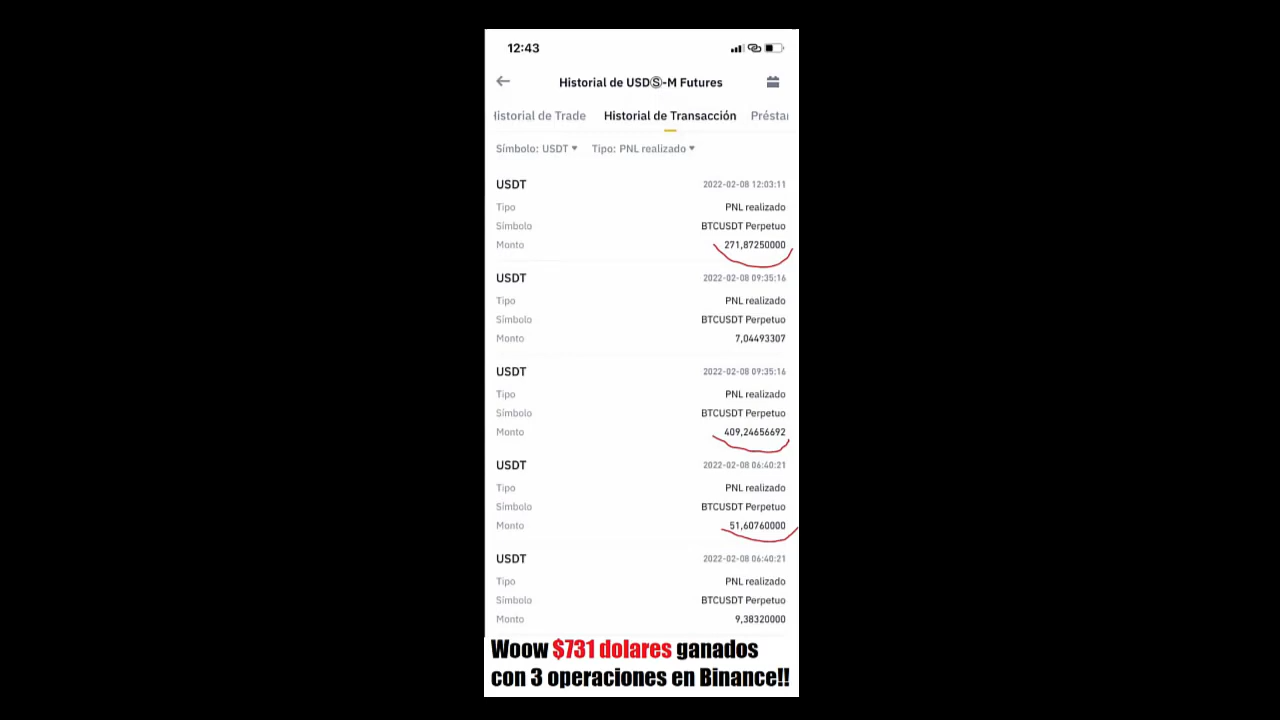 12:43
Historial de USDⓈ-M Futures
Historial de Trade Historial de Transacción Préstar
Símbolo: USDT Tipo: PNL realizado
USDT 2022-02-08 12:03:11
Tipo PNL realizado
Símbolo BTCUSDT Perpetuo
Monto 271,87250000
USDT 2022-02-08 09:35:16
Tipo PNL realizado
Símbolo BTCUSDT Perpetuo
Monto 7,04493307
USDT 2022-02-08 09:35:16
Tipo PNL realizado
Símbolo BTCUSDT Perpetuo
Monto 409,24656692
USDT 2022-02-08 06:40:21
Tipo PNL realizado
Símbolo BTCUSDT Perpetuo
Monto 51,60760000
USDT 2022-02-08 06:40:21
Tipo PNL realizado
Símbolo BTCUSDT Perpetuo
Monto 9,38320000
Woow $731 dolares ganados
con 3 operaciones en Binance!!